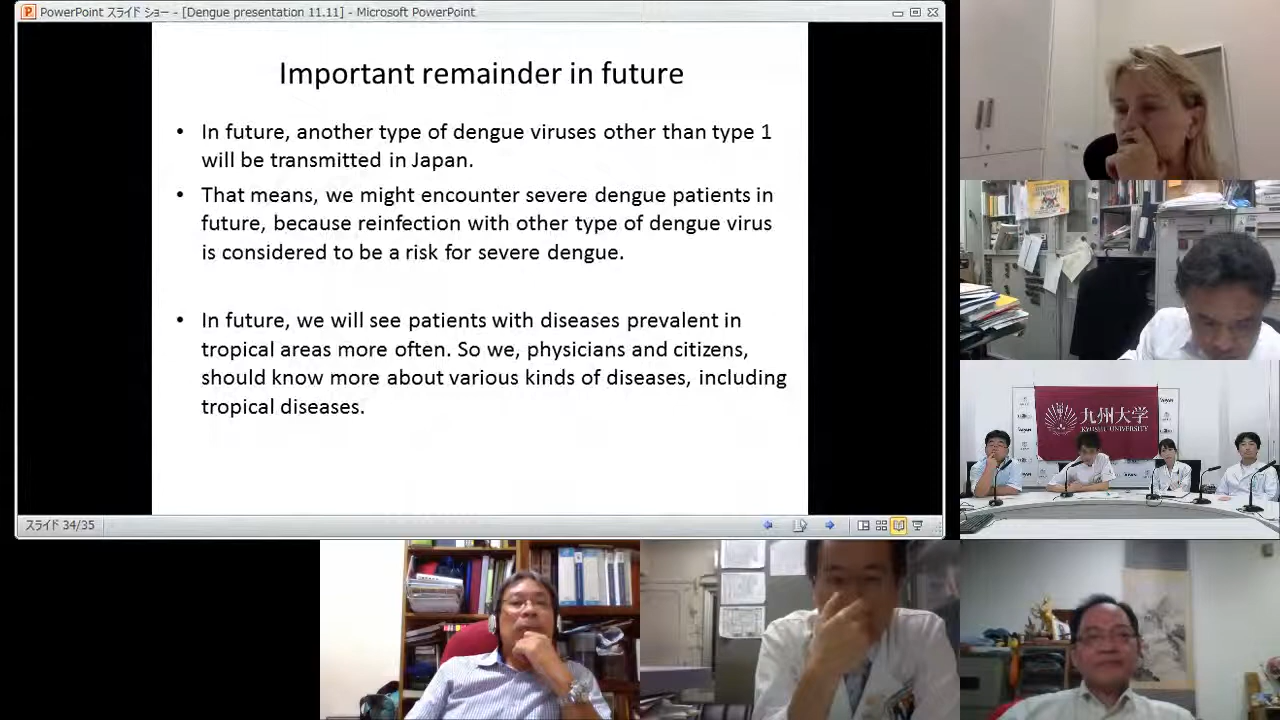 PowerPoint スライド ショー - [Dengue presentation 11.11] - Microsoft PowerPoint
Important remainder in future
• In future, another type of dengue viruses other than type 1
will be transmitted in Japan.
• That means, we might encounter severe dengue patients in
future, because reinfection with other type of dengue virus
is considered to be a risk for severe dengue.
• In future, we will see patients with diseases prevalent in
tropical areas more often. So we, physicians and citizens,
should know more about various kinds of diseases, including
tropical diseases.
スライド 34/35
九州大学
KYUSHU UNIVERSITY